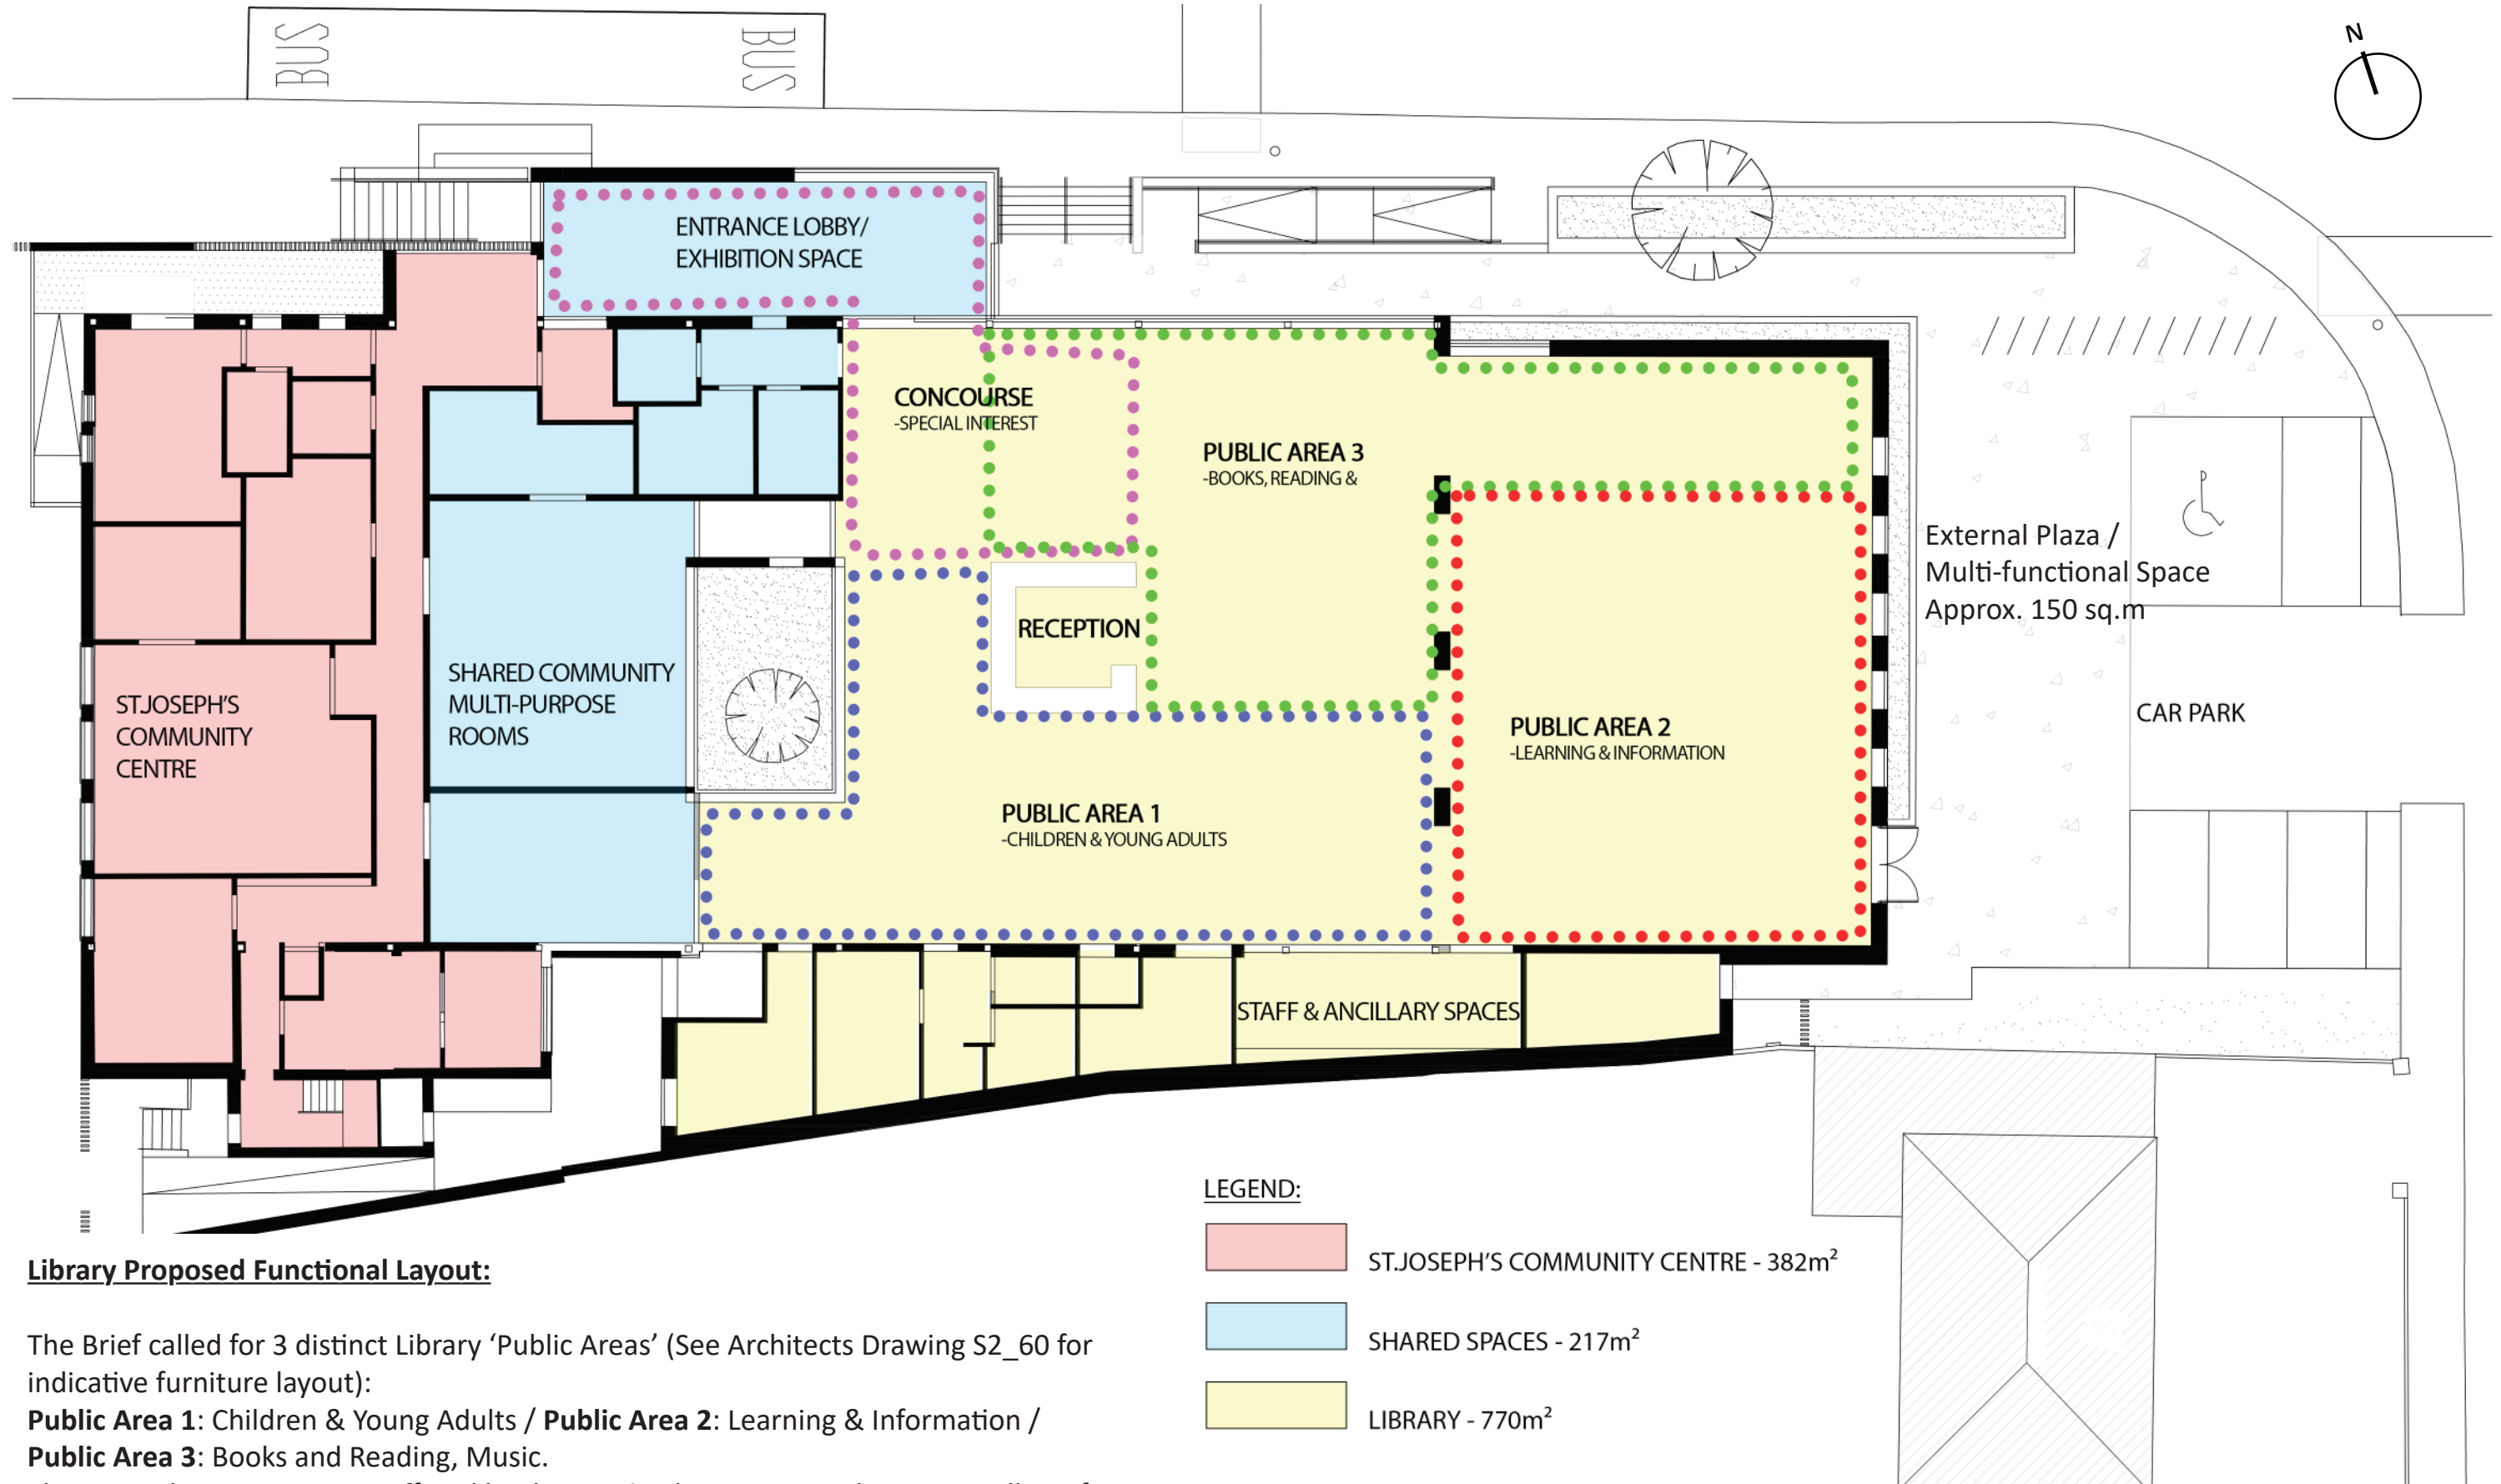 BUS
BUS
N
ENTRANCE LOBBY/
EXHIBITION SPACE
CONCOURSE
-SPECIAL INTEREST
PUBLIC AREA 3
-BOOKS, READING &
External Plaza /
Multi-functional Space
Approx. 150 sq.m
RECEPTION
SHARED COMMUNITY
MULTI-PURPOSE
ROOMS
ST.JOSEPH'S
COMMUNITY
CENTRE
CAR PARK
PUBLIC AREA 2
-LEARNING & INFORMATION
PUBLIC AREA 1
-CHILDREN & YOUNG ADULTS
STAFF & ANCILLARY SPACES
LEGEND:
ST.JOSEPH'S COMMUNITY CENTRE - 382m²
SHARED SPACES - 217m²
LIBRARY - 770m²
Library Proposed Functional Layout:
The Brief called for 3 distinct Library ‘Public Areas’ (See Architects Drawing S2_60 for
indicative furniture layout):
Public Area 1: Children & Young Adults / Public Area 2: Learning & Information /
Public Area 3: Books and Reading, Music.